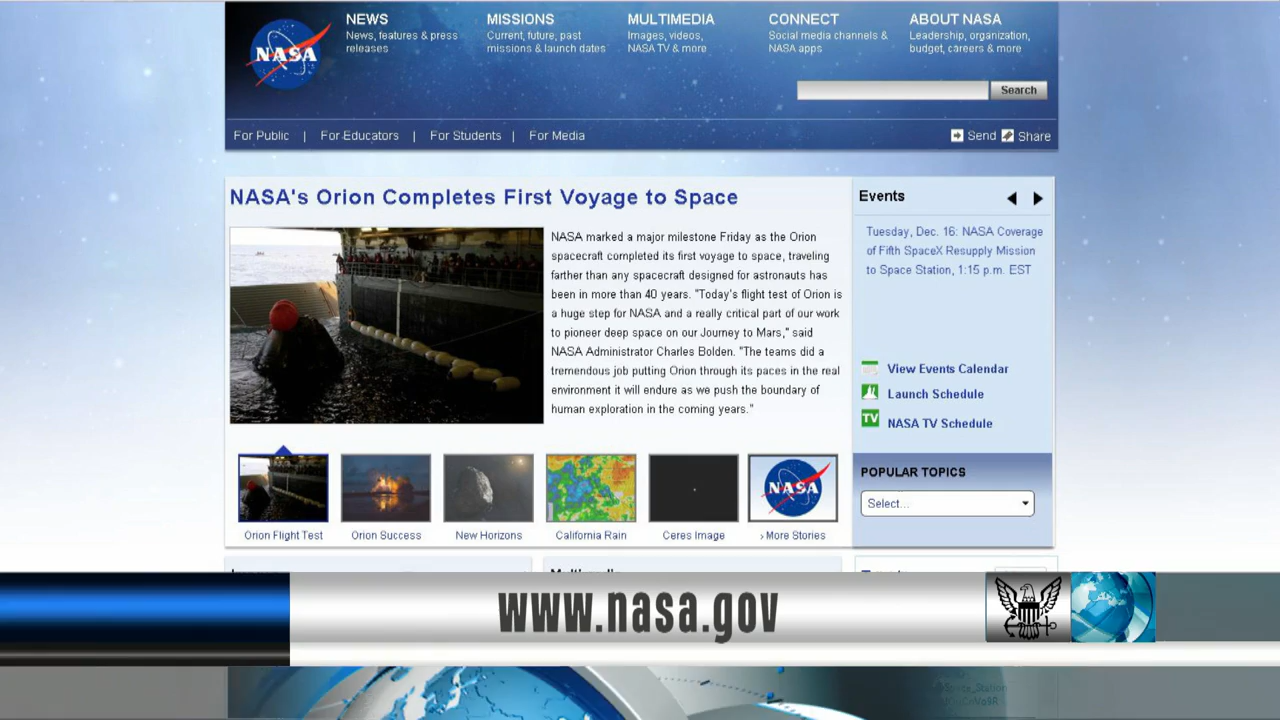 NASA
NEWS
News, features & press
releases
MISSIONS
Current, future, past
missions & launch dates
MULTIMEDIA
Images, videos,
NASA TV & more
CONNECT
Social media channels &
NASA apps
ABOUT NASA
Leadership, organization,
budget, careers & more
Search
For Public | For Educators | For Students | For Media
Send Share
NASA's Orion Completes First Voyage to Space
NASA marked a major milestone Friday as the Orion
spacecraft completed its first voyage to space, traveling
farther than any spacecraft designed for astronauts has
been in more than 40 years. "Today's flight test of Orion is
a huge step for NASA and a really critical part of our work
to pioneer deep space on our Journey to Mars," said
NASA Administrator Charles Bolden. "The teams did a
tremendous job putting Orion through its paces in the real
environment it will endure as we push the boundary of
human exploration in the coming years."
Events
Tuesday, Dec. 16: NASA Coverage
of Fifth SpaceX Resupply Mission
to Space Station, 1:15 p.m. EST
View Events Calendar
Launch Schedule
TV NASA TV Schedule
POPULAR TOPICS
Select...
NASA
Orion Flight Test
Orion Success
New Horizons
California Rain
Ceres Image
› More Stories
www.nasa.gov